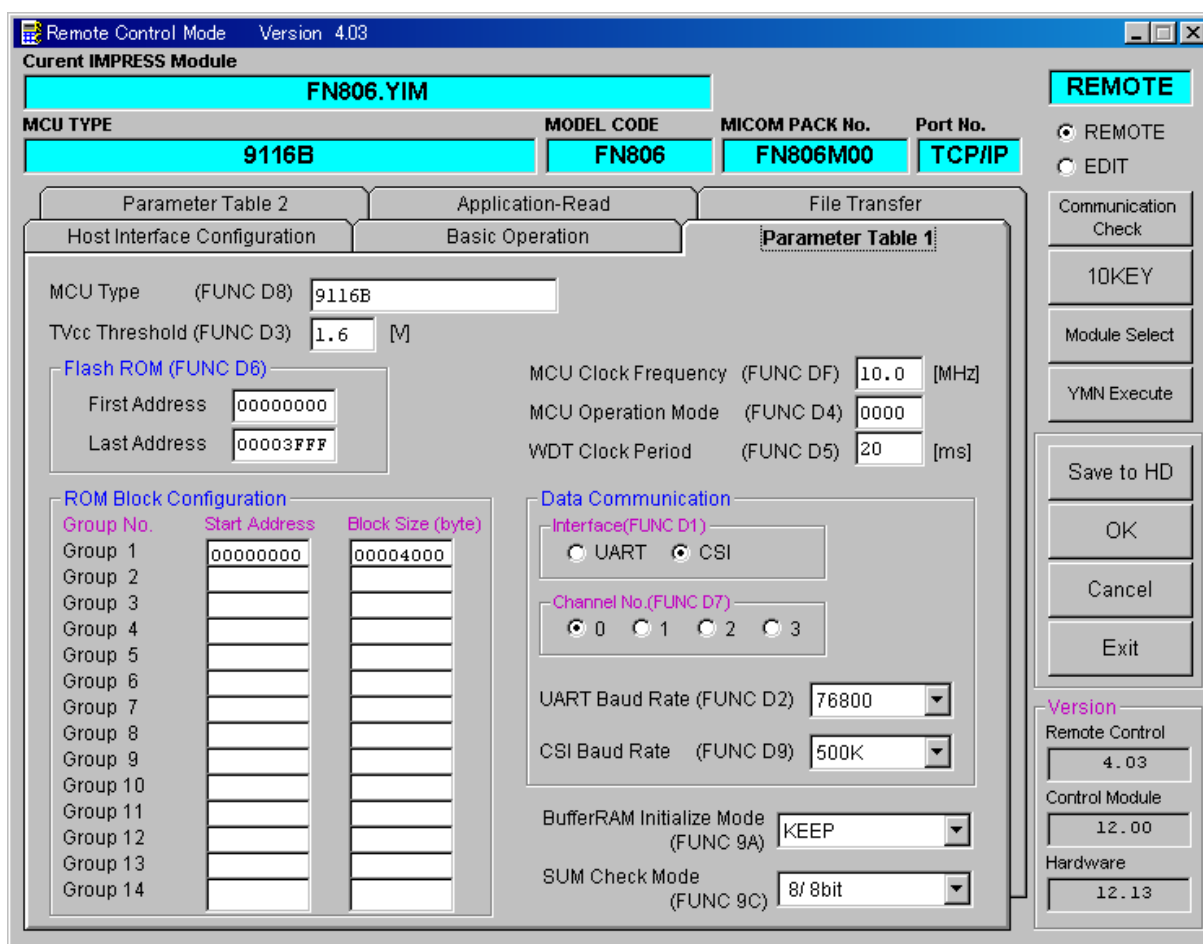 Remote Control Mode Version 4.03
Curent IMPRESS Module
FN806.YIM
MCU TYPE MODEL CODE MICOM PACK No. Port No.
9116B FN806 FN806M00 TCP/IP
REMOTE
REMOTE
EDIT
Parameter Table 2 Application-Read File Transfer
Host Interface Configuration Basic Operation Parameter Table 1
MCU Type (FUNC D8) 9116B
TVcc Threshold (FUNC D3) 1.6 [V]
Flash ROM (FUNC D6)
First Address 00000000
Last Address 00003FFF
MCU Clock Frequency (FUNC DF) 10.0 [MHz]
MCU Operation Mode (FUNC D4) 0000
WDT Clock Period (FUNC D5) 20 [ms]
ROM Block Configuration
Group No. Start Address Block Size (byte)
Group 1 00000000 00004000
Group 2
Group 3
Group 4
Group 5
Group 6
Group 7
Group 8
Group 9
Group 10
Group 11
Group 12
Group 13
Group 14
Data Communication
Interface(FUNC D1)
UART CSI
Channel No.(FUNC D7)
0 1 2 3
UART Baud Rate (FUNC D2) 76800
CSI Baud Rate (FUNC D9) 500K
BufferRAM Initialize Mode
(FUNC 9A) KEEP
SUM Check Mode
(FUNC 9C) 8/ 8bit
Communication
Check
10KEY
Module Select
YMN Execute
Save to HD
OK
Cancel
Exit
Version
Remote Control
4.03
Control Module
12.00
Hardware
12.13